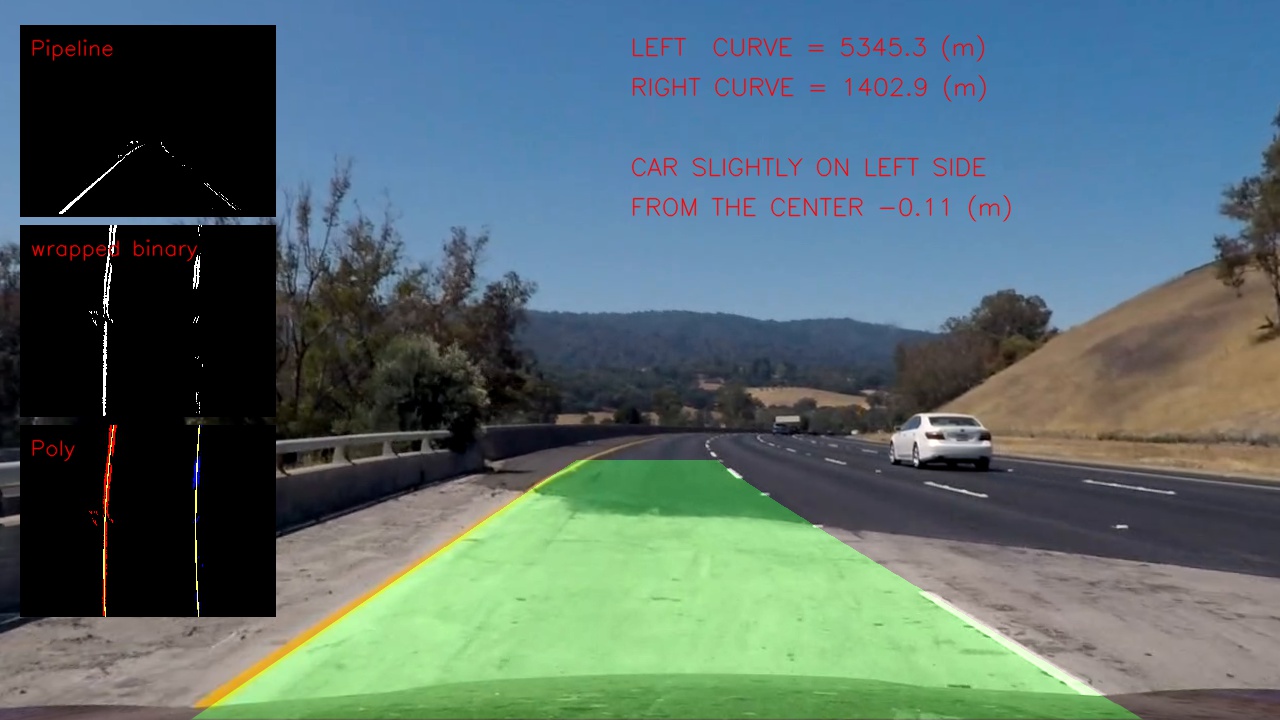 Pipeline
wrapped binary
Poly
LEFT CURVE = 5345.3 (m)
RIGHT CURVE = 1402.9 (m)
CAR SLIGHTLY ON LEFT SIDE
FROM THE CENTER -0.11 (m)